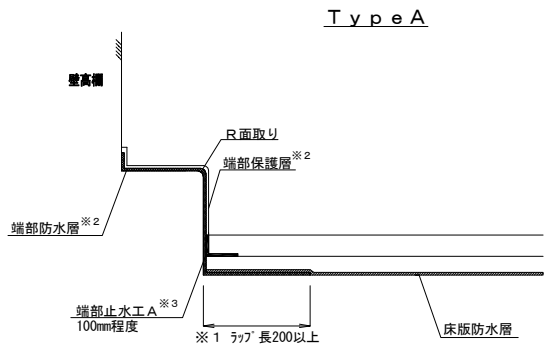 ＴｙｐｅＡ
壁高欄
Ｒ面取り
端部保護層※2
端部防水層※2
端部止水工Ａ※3
100mm程度
※１ ﾗｯﾌﾟ長200以上
床版防水層